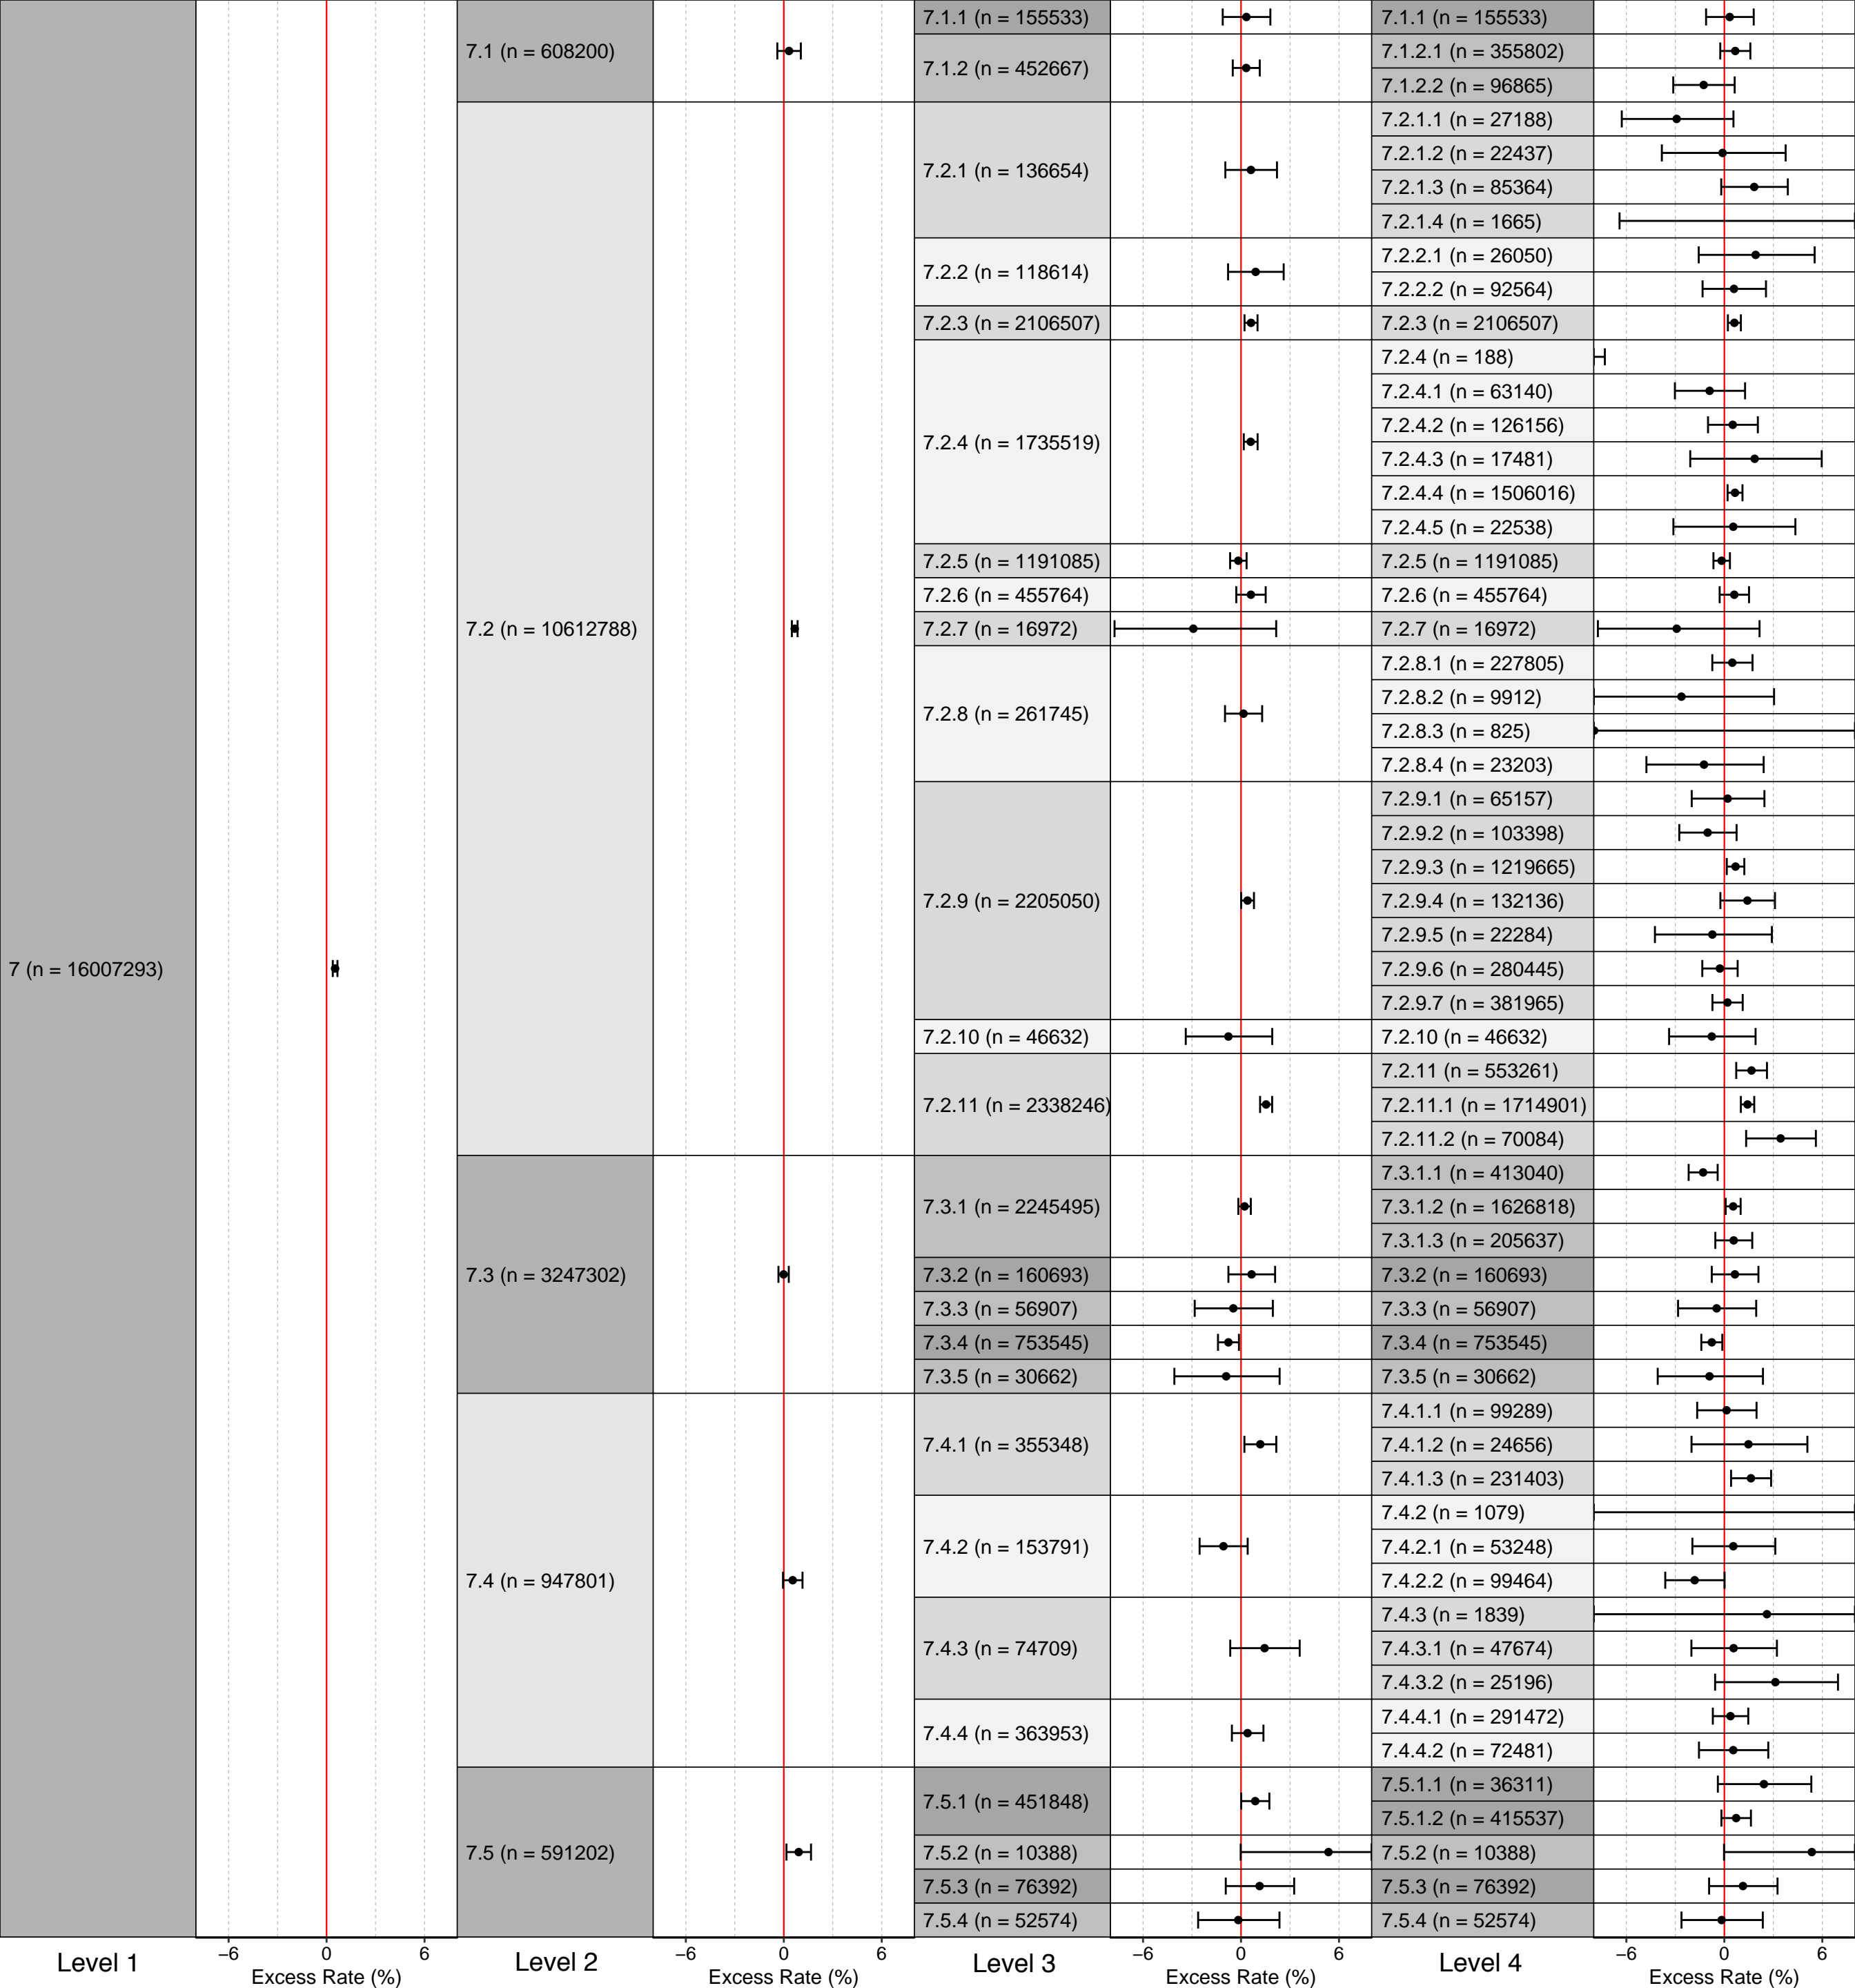 7 (n = 16007293)
Level 1
−6 0 6
Excess Rate (%)
7.1 (n = 608200)
7.2 (n = 10612788)
7.3 (n = 3247302)
7.4 (n = 947801)
7.5 (n = 591202)
Level 2
−6 0 6
Excess Rate (%)
7.1.1 (n = 155533)
7.1.2 (n = 452667)
7.2.1 (n = 136654)
7.2.2 (n = 118614)
7.2.3 (n = 2106507)
7.2.4 (n = 1735519)
7.2.5 (n = 1191085)
7.2.6 (n = 455764)
7.2.7 (n = 16972)
7.2.8 (n = 261745)
7.2.9 (n = 2205050)
7.2.10 (n = 46632)
7.2.11 (n = 2338246)
7.3.1 (n = 2245495)
7.3.2 (n = 160693)
7.3.3 (n = 56907)
7.3.4 (n = 753545)
7.3.5 (n = 30662)
7.4.1 (n = 355348)
7.4.2 (n = 153791)
7.4.3 (n = 74709)
7.4.4 (n = 363953)
7.5.1 (n = 451848)
7.5.2 (n = 10388)
7.5.3 (n = 76392)
7.5.4 (n = 52574)
Level 3
−6 0 6
Excess Rate (%)
7.1.1 (n = 155533)
7.1.2.1 (n = 355802)
7.1.2.2 (n = 96865)
7.2.1.1 (n = 27188)
7.2.1.2 (n = 22437)
7.2.1.3 (n = 85364)
7.2.1.4 (n = 1665)
7.2.2.1 (n = 26050)
7.2.2.2 (n = 92564)
7.2.3 (n = 2106507)
7.2.4 (n = 188)
7.2.4.1 (n = 63140)
7.2.4.2 (n = 126156)
7.2.4.3 (n = 17481)
7.2.4.4 (n = 1506016)
7.2.4.5 (n = 22538)
7.2.5 (n = 1191085)
7.2.6 (n = 455764)
7.2.7 (n = 16972)
7.2.8.1 (n = 227805)
7.2.8.2 (n = 9912)
7.2.8.3 (n = 825)
7.2.8.4 (n = 23203)
7.2.9.1 (n = 65157)
7.2.9.2 (n = 103398)
7.2.9.3 (n = 1219665)
7.2.9.4 (n = 132136)
7.2.9.5 (n = 22284)
7.2.9.6 (n = 280445)
7.2.9.7 (n = 381965)
7.2.10 (n = 46632)
7.2.11 (n = 553261)
7.2.11.1 (n = 1714901)
7.2.11.2 (n = 70084)
7.3.1.1 (n = 413040)
7.3.1.2 (n = 1626818)
7.3.1.3 (n = 205637)
7.3.2 (n = 160693)
7.3.3 (n = 56907)
7.3.4 (n = 753545)
7.3.5 (n = 30662)
7.4.1.1 (n = 99289)
7.4.1.2 (n = 24656)
7.4.1.3 (n = 231403)
7.4.2 (n = 1079)
7.4.2.1 (n = 53248)
7.4.2.2 (n = 99464)
7.4.3 (n = 1839)
7.4.3.1 (n = 47674)
7.4.3.2 (n = 25196)
7.4.4.1 (n = 291472)
7.4.4.2 (n = 72481)
7.5.1.1 (n = 36311)
7.5.1.2 (n = 415537)
7.5.2 (n = 10388)
7.5.3 (n = 76392)
7.5.4 (n = 52574)
Level 4
−6 0 6
Excess Rate (%)